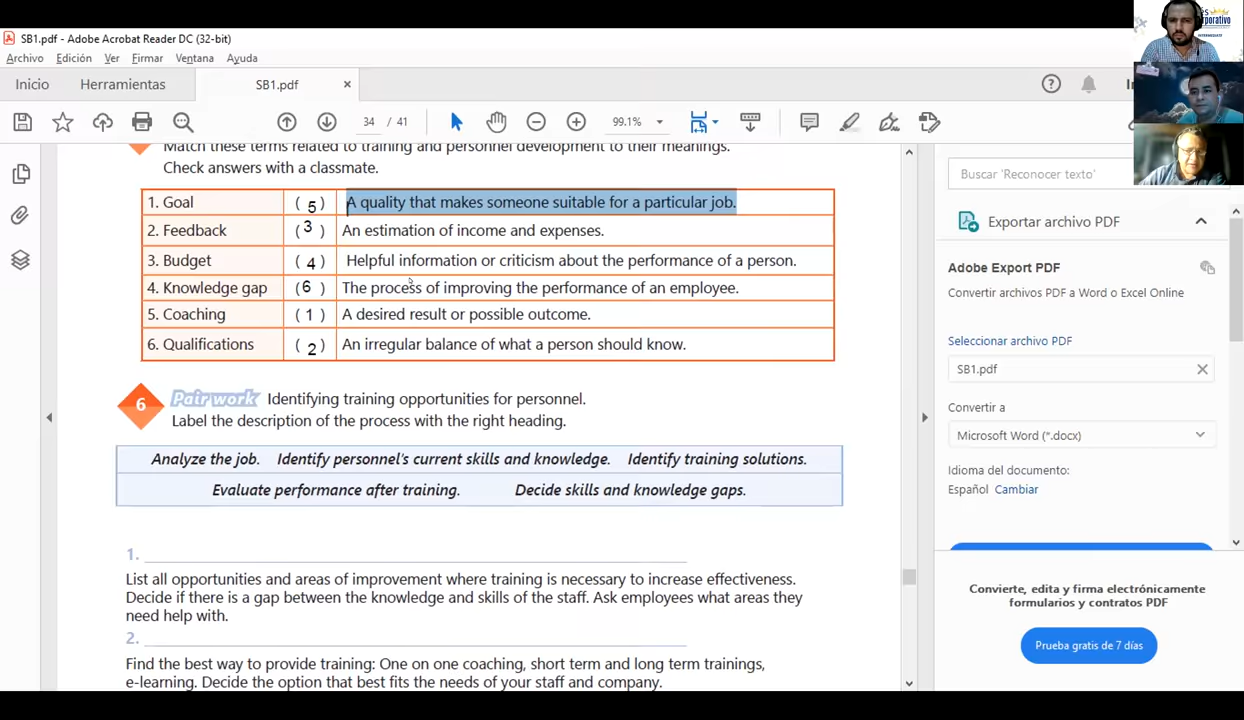 SB1.pdf - Adobe Acrobat Reader DC (32-bit)
Archivo Edición Ver Firmar Ventana Ayuda
Inicio Herramientas SB1.pdf
34 / 41 99.1%
Match these terms related to training and personnel development to their meanings.
Check answers with a classmate.
1. Goal ( 5 ) A quality that makes someone suitable for a particular job.
2. Feedback ( 3 ) An estimation of income and expenses.
3. Budget ( 4 ) Helpful information or criticism about the performance of a person.
4. Knowledge gap ( 6 ) The process of improving the performance of an employee.
5. Coaching ( 1 ) A desired result or possible outcome.
6. Qualifications ( 2 ) An irregular balance of what a person should know.
6 Pair work Identifying training opportunities for personnel.
Label the description of the process with the right heading.
Analyze the job. Identify personnel's current skills and knowledge. Identify training solutions.
Evaluate performance after training. Decide skills and knowledge gaps.
1.
List all opportunities and areas of improvement where training is necessary to increase effectiveness.
Decide if there is a gap between the knowledge and skills of the staff. Ask employees what areas they
need help with.
2.
Find the best way to provide training: One on one coaching, short term and long term trainings,
e-learning. Decide the option that best fits the needs of your staff and company.
Buscar 'Reconocer texto'
Exportar archivo PDF
Adobe Export PDF
Convertir archivos PDF a Word o Excel Online
Seleccionar archivo PDF
SB1.pdf
Convertir a
Microsoft Word (*.docx)
Idioma del documento:
Español Cambiar
Convierte, edita y firma electrónicamente
formularios y contratos PDF
Prueba gratis de 7 días